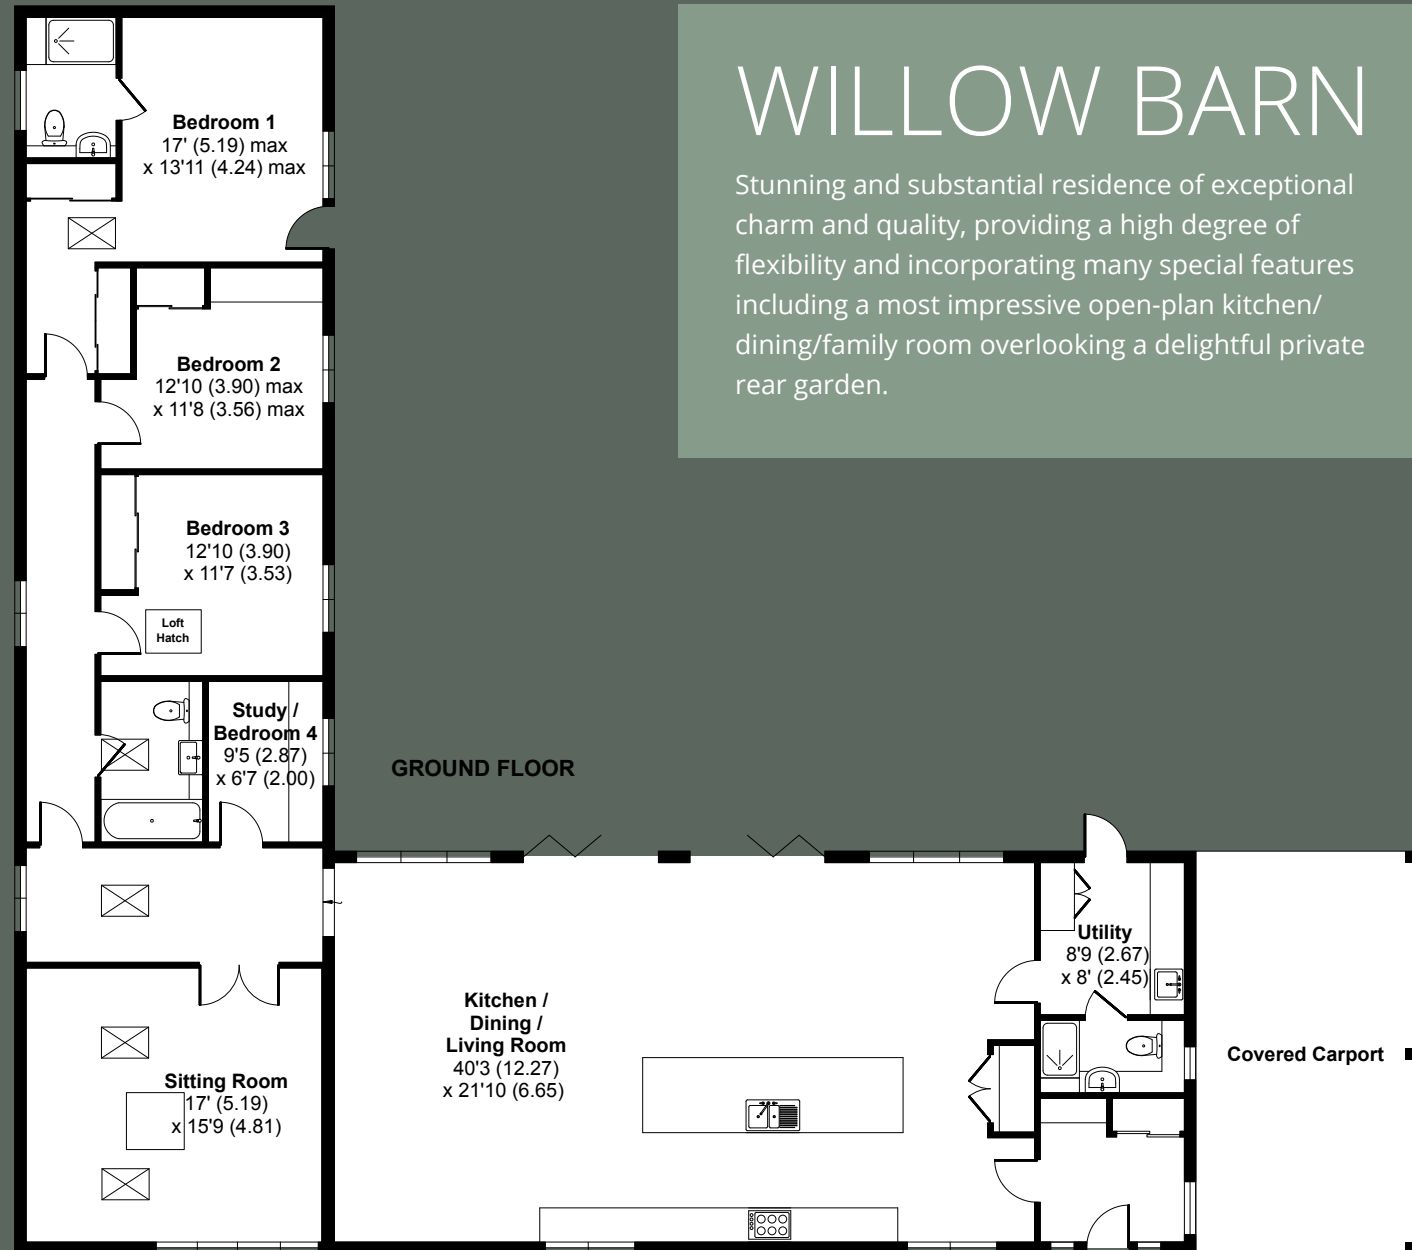 WILLOW BARN
Stunning and substantial residence of exceptional
charm and quality, providing a high degree of
flexibility and incorporating many special features
including a most impressive open-plan kitchen/
dining/family room overlooking a delightful private
rear garden.
Bedroom 1
17' (5.19) max
x 13'11 (4.24) max
Bedroom 2
12'10 (3.90) max
x 11'8 (3.56) max
Bedroom 3
12'10 (3.90)
x 11'7 (3.53)
Loft
Hatch
Study /
Bedroom 4
9'5 (2.87)
x 6'7 (2.00)
GROUND FLOOR
Utility
8'9 (2.67)
x 8' (2.45)
Kitchen /
Dining /
Living Room
40'3 (12.27)
x 21'10 (6.65)
Covered Carport
Sitting Room
17' (5.19)
x 15'9 (4.81)